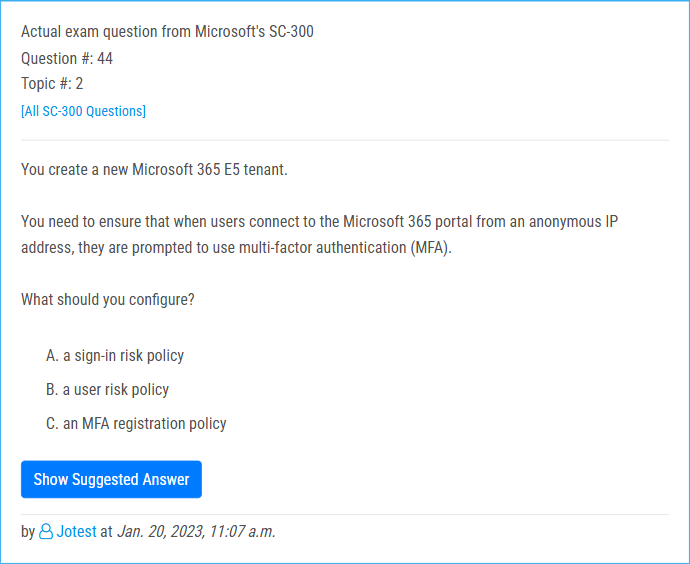 Actual exam question from Microsoft's SC-300
Question #: 44
Topic #: 2
[All SC-300 Questions]
You create a new Microsoft 365 E5 tenant.
You need to ensure that when users connect to the Microsoft 365 portal from an anonymous IP
address, they are prompted to use multi-factor authentication (MFA).
What should you configure?
A. a sign-in risk policy
B. a user risk policy
C. an MFA registration policy
Show Suggested Answer
by Jotest at Jan. 20, 2023, 11:07 a.m.